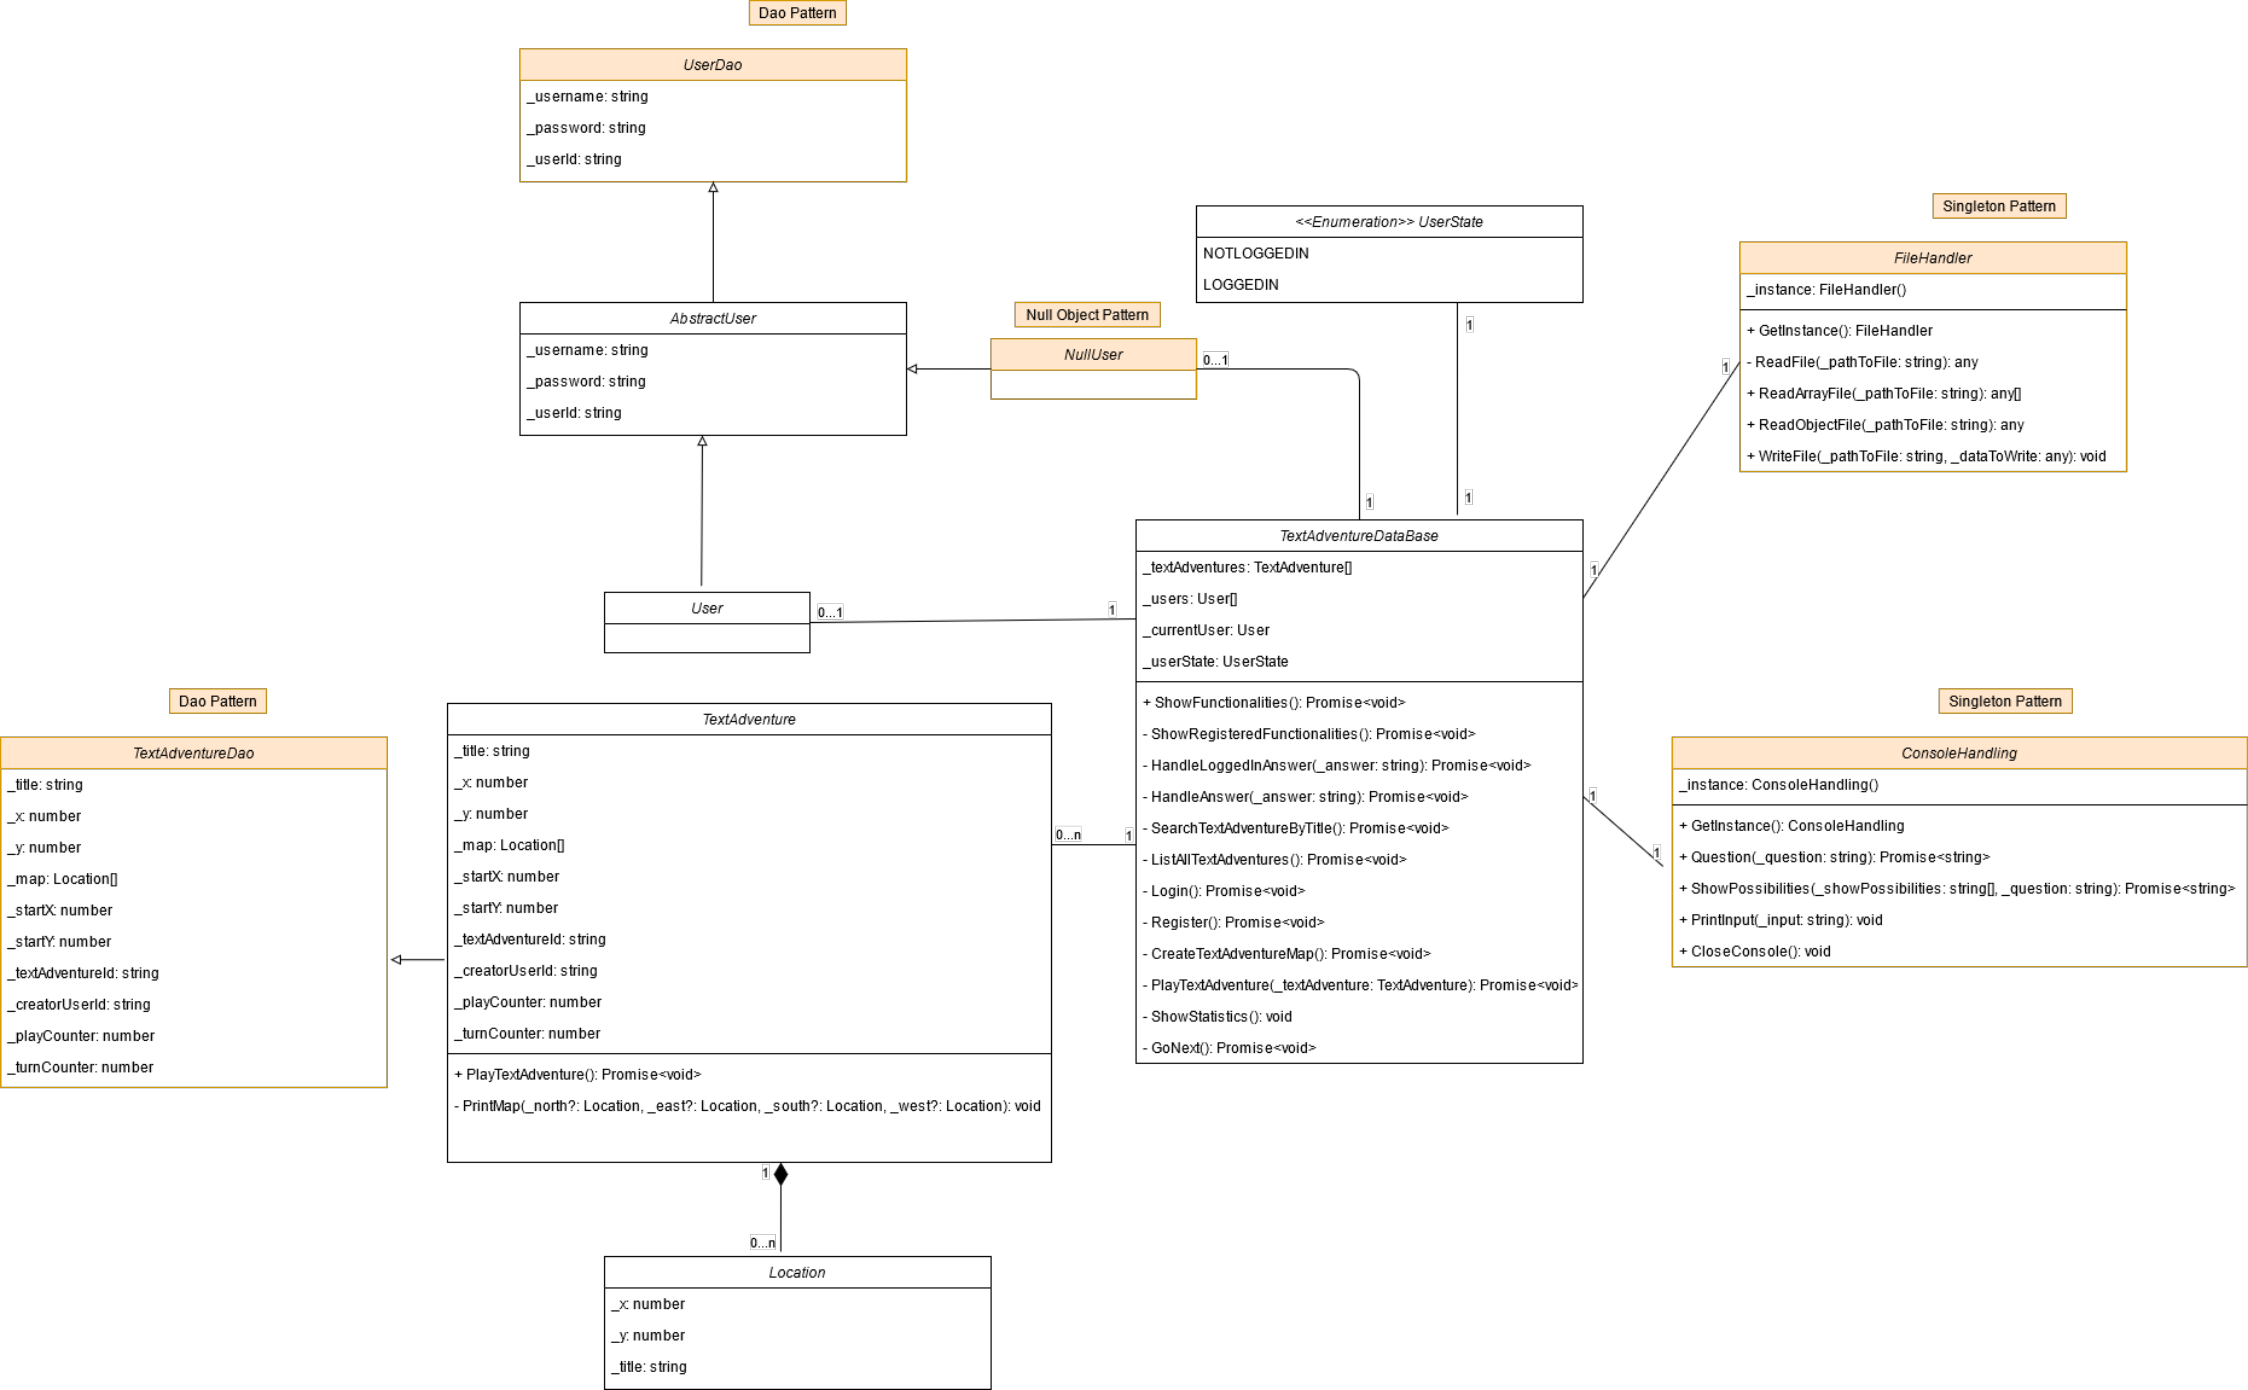 Dao Pattern
UserDao
_username: string
_password: string
_userId: string
Singleton Pattern
FileHandler
_instance: FileHandler()
+ GetInstance(): FileHandler
- ReadFile(_pathToFile: string): any
+ ReadArrayFile(_pathToFile: string): any[]
+ ReadObjectFile(_pathToFile: string): any
+ WriteFile(_pathToFile: string, _dataToWrite: any): void
<<Enumeration>> UserState
NOTLOGGEDIN
LOGGEDIN
AbstractUser
_username: string
_password: string
_userId: string
Null Object Pattern
NullUser
0...1
1
1
1
1
1
User
0...1
1
TextAdventureDataBase
_textAdventures: TextAdventure[]
_users: User[]
_currentUser: User
_userState: UserState
+ ShowFunctionalities(): Promise<void>
- ShowRegisteredFunctionalities(): Promise<void>
- HandleLoggedInAnswer(_answer: string): Promise<void>
- HandleAnswer(_answer: string): Promise<void>
- SearchTextAdventureByTitle(): Promise<void>
- ListAllTextAdventures(): Promise<void>
- Login(): Promise<void>
- Register(): Promise<void>
- CreateTextAdventureMap(): Promise<void>
- PlayTextAdventure(_textAdventure: TextAdventure): Promise<void>
- ShowStatistics(): void
- GoNext(): Promise<void>
Dao Pattern
TextAdventureDao
_title: string
_x: number
_y: number
_map: Location[]
_startX: number
_startY: number
_textAdventureId: string
_creatorUserId: string
_playCounter: number
_turnCounter: number
TextAdventure
_title: string
_x: number
_y: number
_map: Location[]
_startX: number
_startY: number
_textAdventureId: string
_creatorUserId: string
_playCounter: number
_turnCounter: number
+ PlayTextAdventure(): Promise<void>
- PrintMap(_north?: Location, _east?: Location, _south?: Location, _west?: Location): void
0...n
1
Singleton Pattern
ConsoleHandling
_instance: ConsoleHandling()
+ GetInstance(): ConsoleHandling
+ Question(_question: string): Promise<string>
+ ShowPossibilities(_showPossibilities: string[], _question: string): Promise<string>
+ PrintInput(_input: string): void
+ CloseConsole(): void
1
1
1
0...n
Location
_x: number
_y: number
_title: string